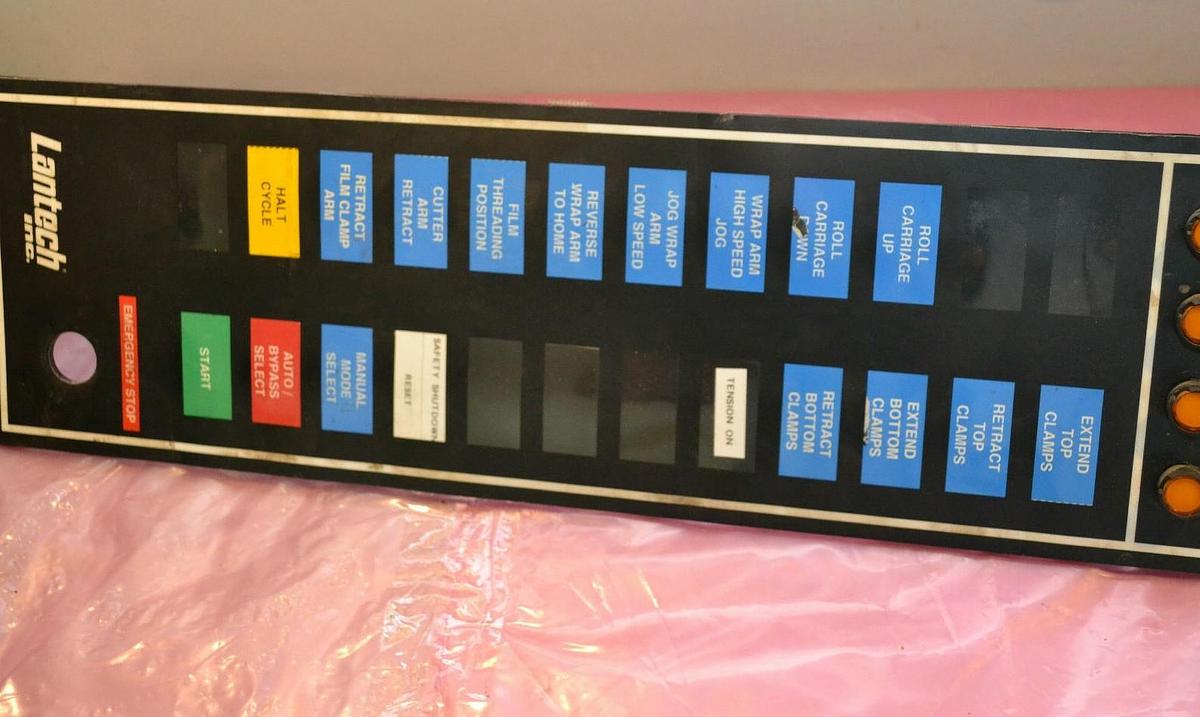 EXTEND
TOP
CLAMPS
RETRACT
TOP
CLAMPS
ROLL
CARRIAGE
UP
EXTEND
BOTTOM
CLAMPS
ROLL
CARRIAGE
DOWN
RETRACT
BOTTOM
CLAMPS
WRAP ARM
HIGH SPEED
JOG
TENSION ON
JOG WRAP
ARM
LOW SPEED
REVERSE
WRAP ARM
TO HOME
FILM
THREADING
POSITION
CUTTER
ARM
RETRACT
SAFETY SHUTDOWN
RESET
RETRACT
FILM CLAMP
ARM
MANUAL
MODE
SELECT
HALT
CYCLE
AUTO /
BYPASS
SELECT
START
EMERGENCY STOP
Lantech
Inc.